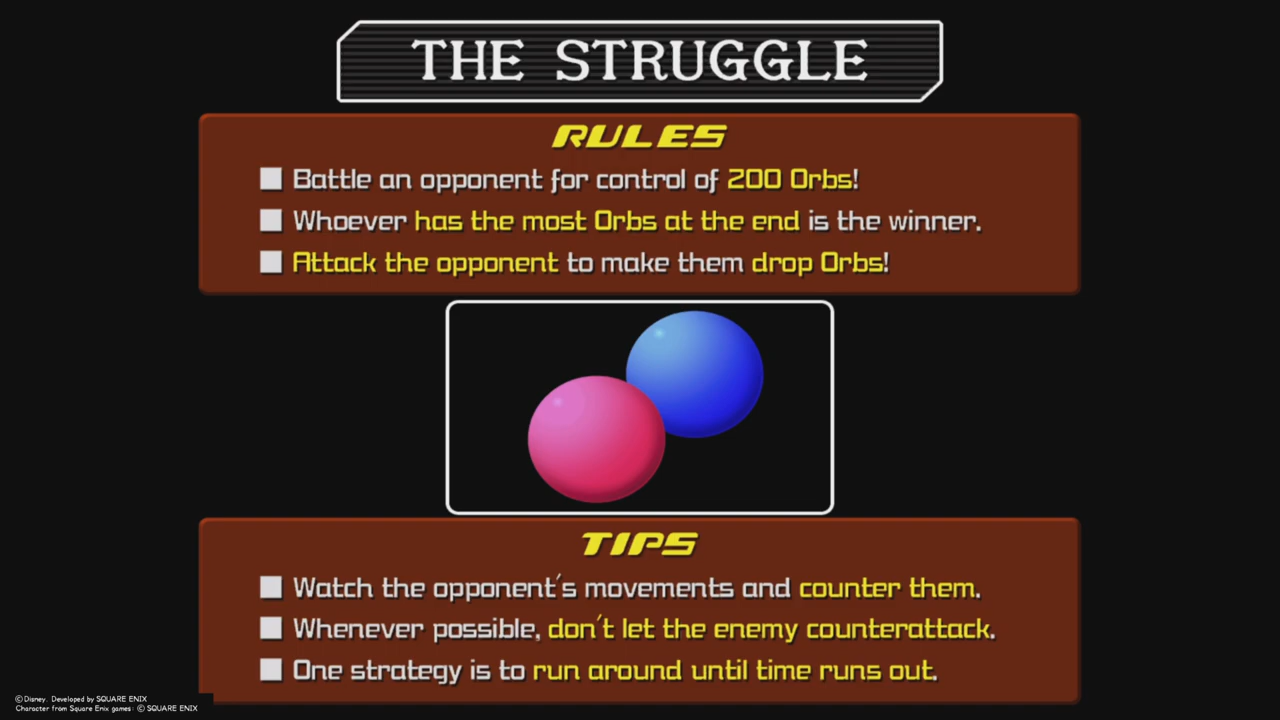 THE STRUGGLE
RULES
Battle an opponent for control of 200 Orbs!
Whoever has the most Orbs at the end is the winner.
Attack the opponent to make them drop Orbs!
TIPS
Watch the opponent's movements and counter them.
Whenever possible, don't let the enemy counterattack.
One strategy is to run around until time runs out.
©Disney. Developed by SQUARE ENIX
Character from Square Enix games: © SQUARE ENIX